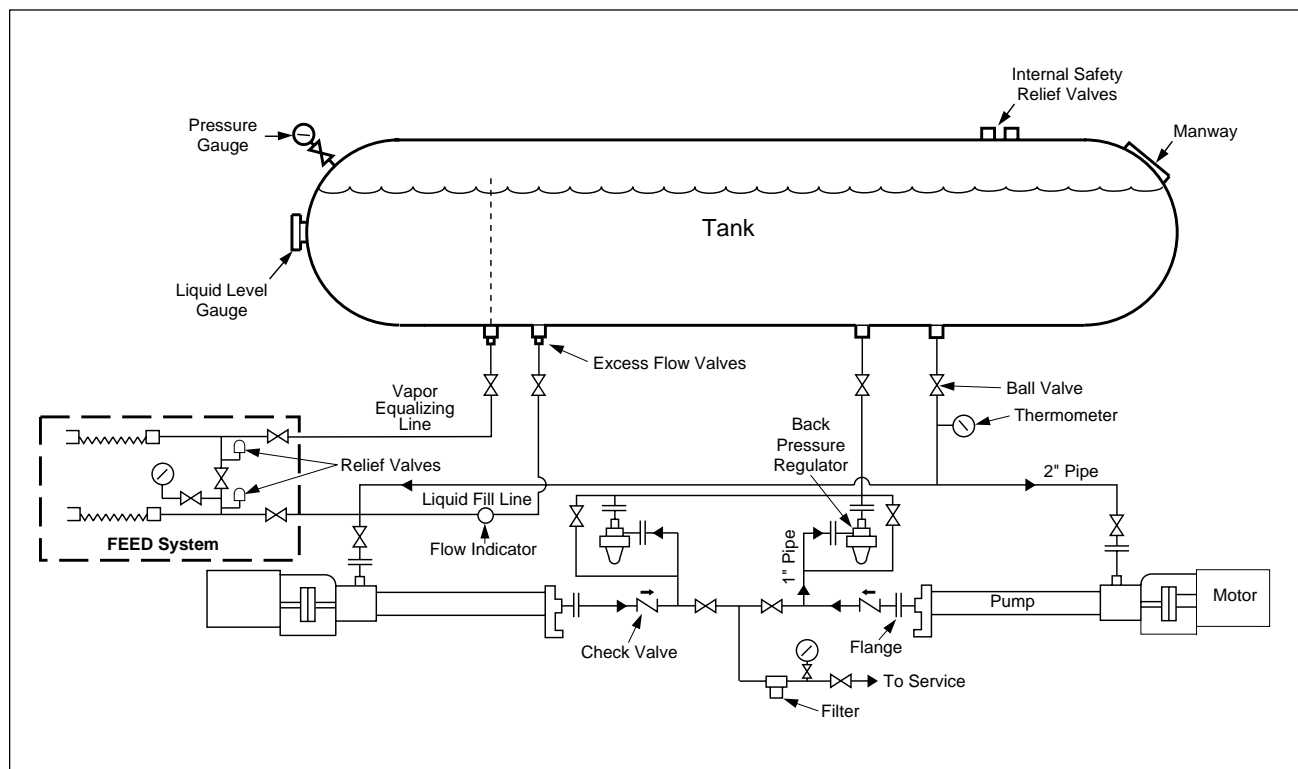 Internal Safety
Relief Valves
Pressure
Gauge
Manway
Tank
Liquid Level
Gauge
Excess Flow Valves
Ball Valve
Vapor
Equalizing
Line
Thermometer
Back
Pressure
Regulator
Relief Valves
2" Pipe
Liquid Fill Line
FEED System
Flow Indicator
1" Pipe
Pump
Motor
Check Valve
Flange
To Service
Filter